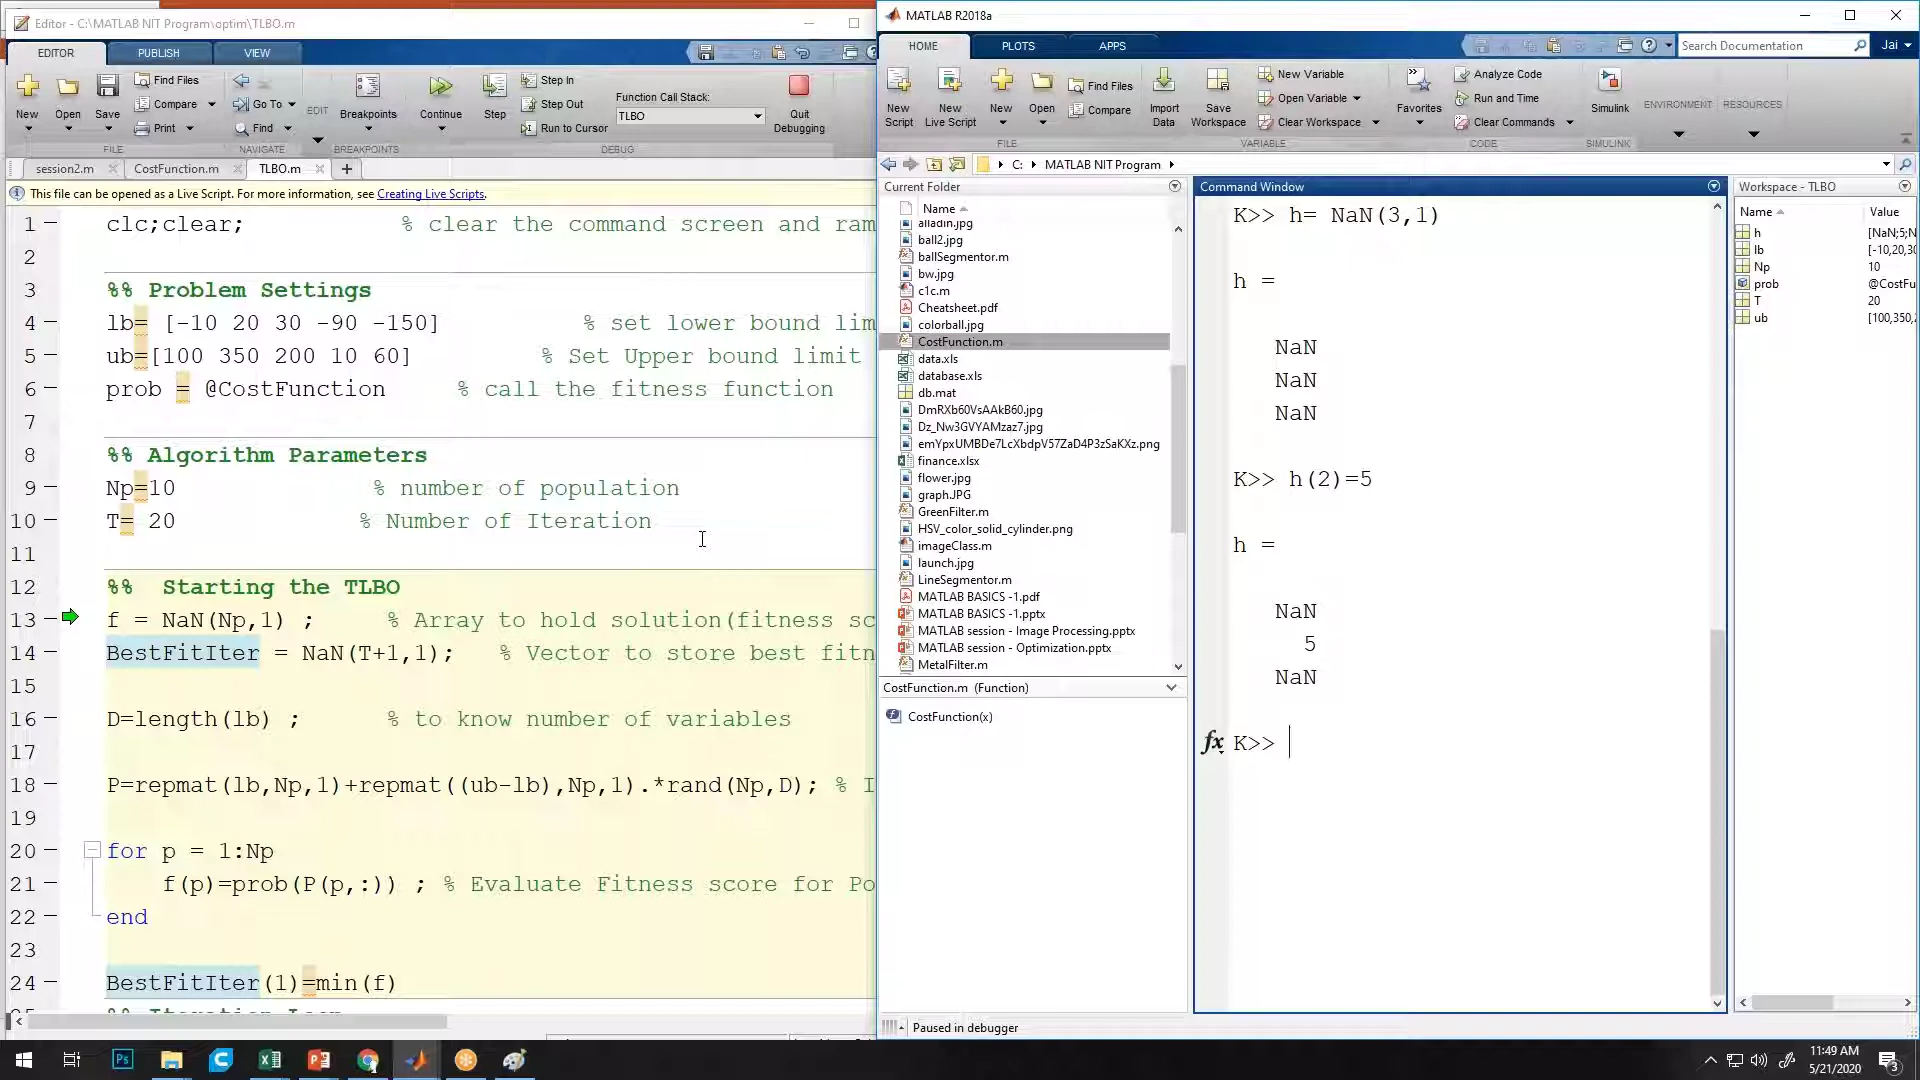 Editor - C:\MATLAB NIT Program\optim\TLBO.m
EDITOR PUBLISH VIEW
New Open Save Find Files Compare Print Go To Find EDIT Breakpoints Continue Step Step In Step Out Run to Cursor Function Call Stack: TLBO Quit Debugging
FILE NAVIGATE BREAKPOINTS DEBUG
session2.m CostFunction.m TLBO.m
This file can be opened as a Live Script. For more information, see Creating Live Scripts.
1 clc;clear; % clear the command screen and ram
2
3 %% Problem Settings
4 lb= [-10 20 30 -90 -150] % set lower bound lim
5 ub=[100 350 200 10 60] % Set Upper bound limit
6 prob = @CostFunction % call the fitness function
7
8 %% Algorithm Parameters
9 Np=10 % number of population
10 T= 20 % Number of Iteration
11
12 %% Starting the TLBO
13 f = NaN(Np,1) ; % Array to hold solution(fitness sc
14 BestFitIter = NaN(T+1,1); % Vector to store best fitn
15
16 D=length(lb) ; % to know number of variables
17
18 P=repmat(lb,Np,1)+repmat((ub-lb),Np,1).*rand(Np,D); % I
19
20 for p = 1:Np
21 f(p)=prob(P(p,:)) ; % Evaluate Fitness score for Po
22 end
23
24 BestFitIter(1)=min(f)
MATLAB R2018a
HOME PLOTS APPS
Search Documentation
Jai
New Script New Live Script New Open Find Files Compare Import Data Save Workspace New Variable Open Variable Clear Workspace Favorites Analyze Code Run and Time Clear Commands Simulink ENVIRONMENT RESOURCES
FILE VARIABLE CODE SIMULINK
C: MATLAB NIT Program
Current Folder
Name
alladin.jpg
ball2.jpg
ballSegmentor.m
bw.jpg
c1c.m
Cheatsheet.pdf
colorball.jpg
CostFunction.m
data.xls
database.xls
db.mat
DmRXb60VsAAkB60.jpg
Dz_Nw3GVYAMzaz7.jpg
emYpxUMBDe7LcXbdpV57ZaD4P3zSaKXz.png
finance.xlsx
flower.jpg
graph.JPG
GreenFilter.m
HSV_color_solid_cylinder.png
imageClass.m
launch.jpg
LineSegmentor.m
MATLAB BASICS -1.pdf
MATLAB BASICS -1.pptx
MATLAB session - Image Processing.pptx
MATLAB session - Optimization.pptx
MetalFilter.m
CostFunction.m (Function)
CostFunction(x)
Command Window
K>> h= NaN(3,1)
h =
NaN
NaN
NaN
K>> h(2)=5
h =
NaN
5
NaN
fx K>>
Workspace - TLBO
Name Value
h [NaN;5;N
lb [-10,20,30
Np 10
prob @CostFu
T 20
ub [100,350,2
Paused in debugger
11:49 AM
5/21/2020
3